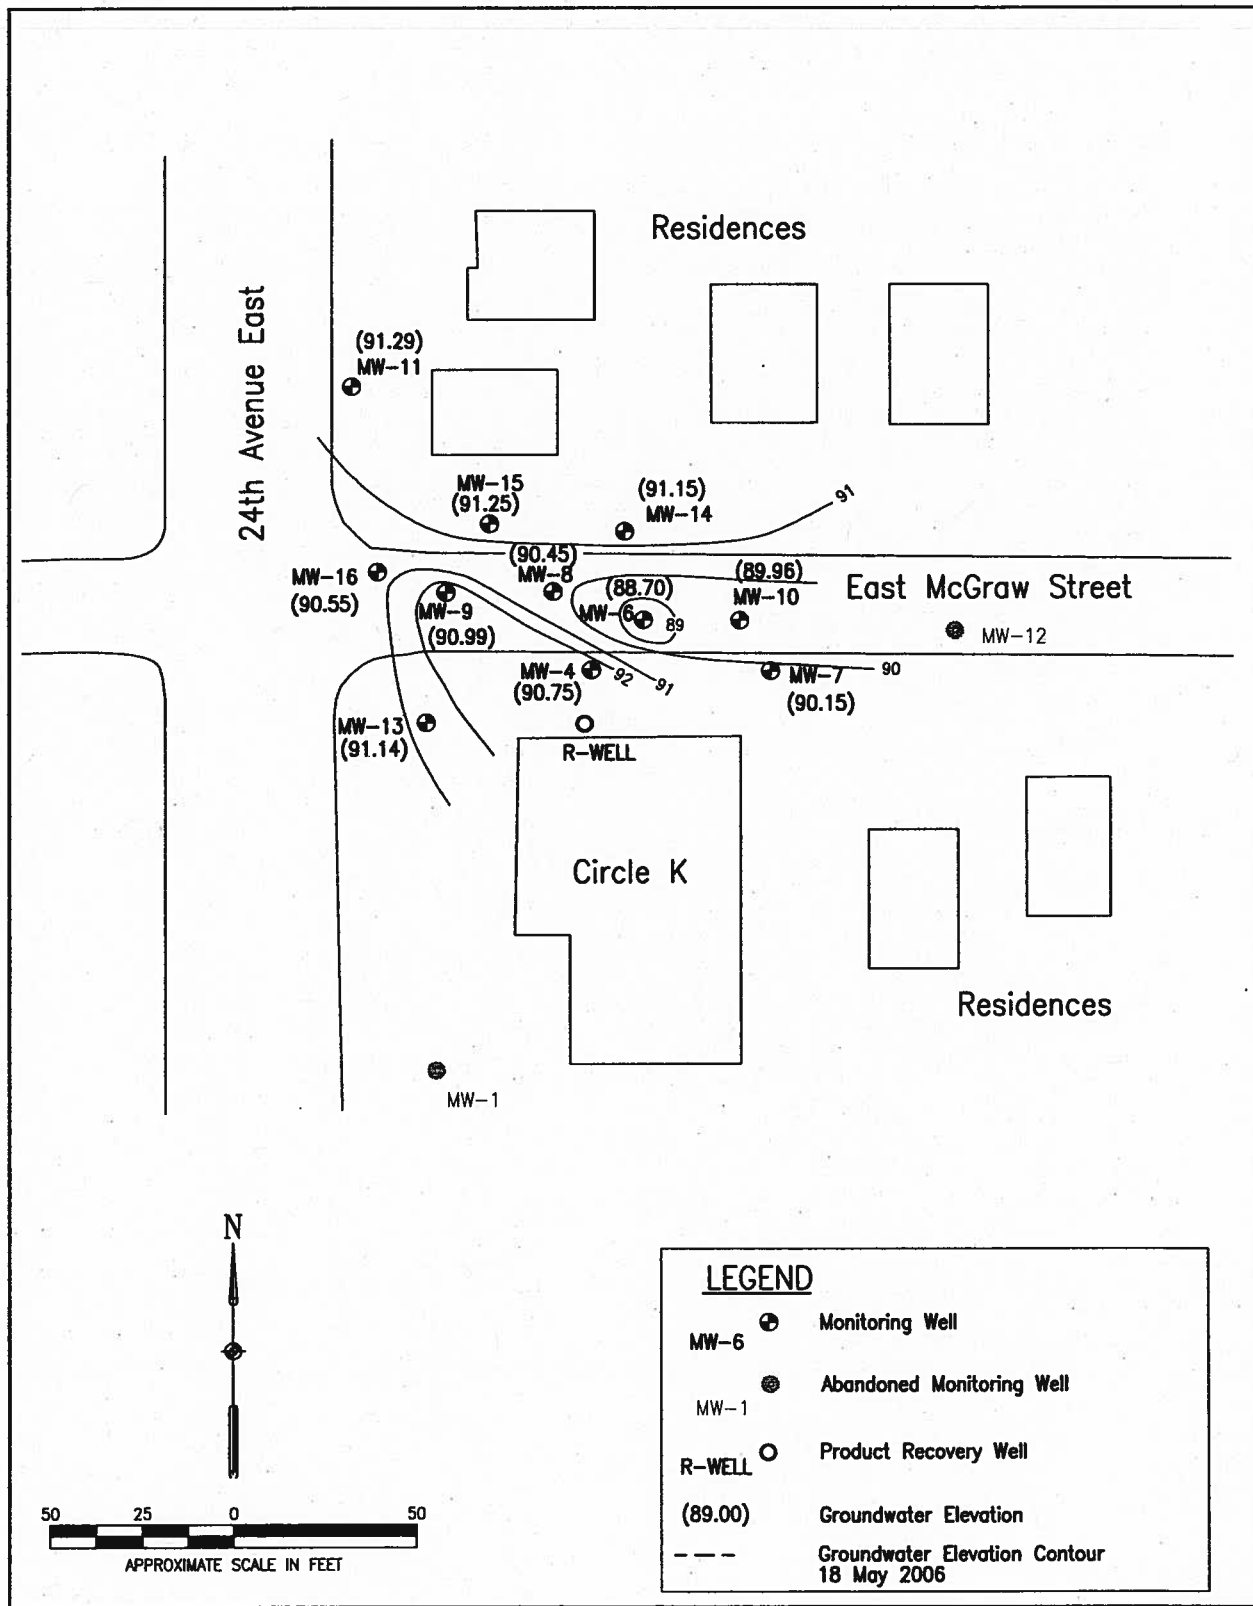 Residences
24th Avenue East
(91.29)
MW-11
MW-15
(91.25)
(91.15)
MW-14
91
(90.45)
MW-8
MW-16
(90.55)
MW-9
(90.99)
(88.70)
MW-6
89
(89.96)
MW-10
East McGraw Street
MW-12
MW-4
(90.75)
92
91
MW-7
(90.15)
90
MW-13
(91.14)
R-WELL
Circle K
Residences
MW-1
N
50 25 0 50
APPROXIMATE SCALE IN FEET
LEGEND
MW-6 Monitoring Well
MW-1 Abandoned Monitoring Well
R-WELL Product Recovery Well
(89.00) Groundwater Elevation
Groundwater Elevation Contour
18 May 2006